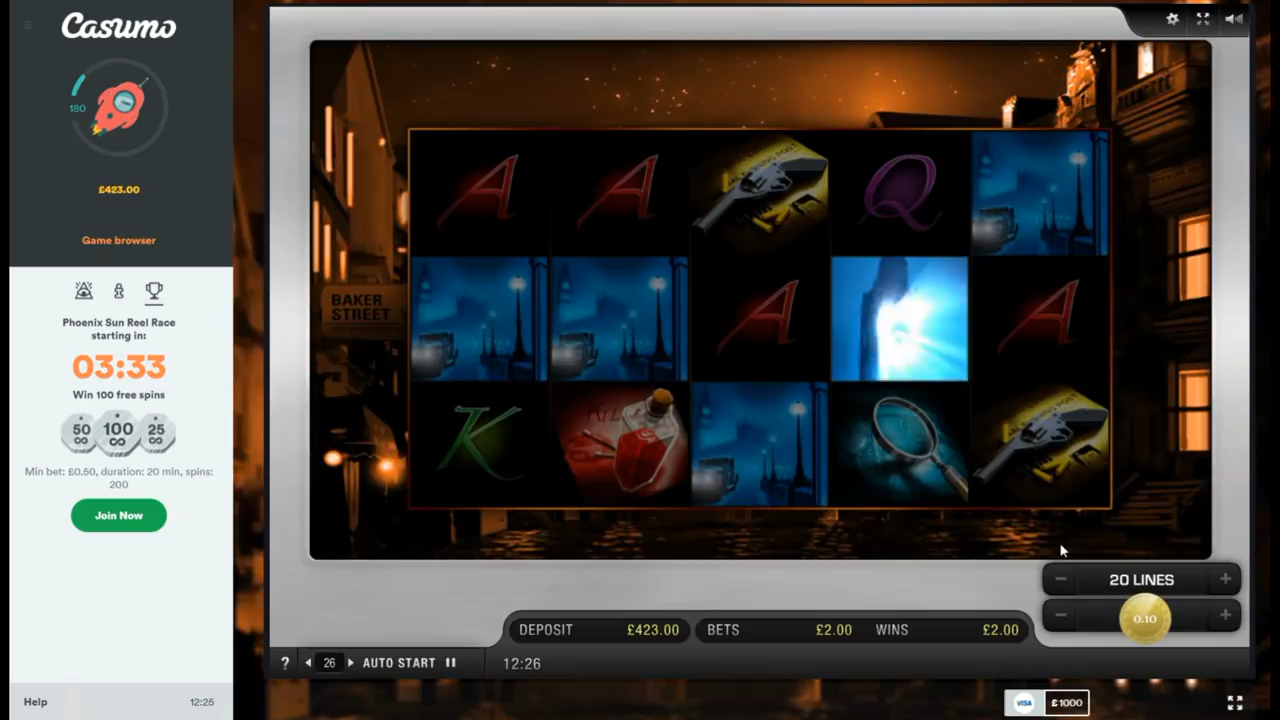 Casumo
180
£423.00
Game browser
Phoenix Sun Reel Race
starting in:
03:33
Win 100 free spins
50 100 25
∞ ∞ ∞
Min bet: £0.50, duration: 20 min, spins:
200
Join Now
Help 12:25
A A Q
BAKER
STREET
A A
K
20 LINES
0.10
DEPOSIT £423.00 BETS £2.00 WINS £2.00
? 26 AUTO START 12:26
VISA £1000